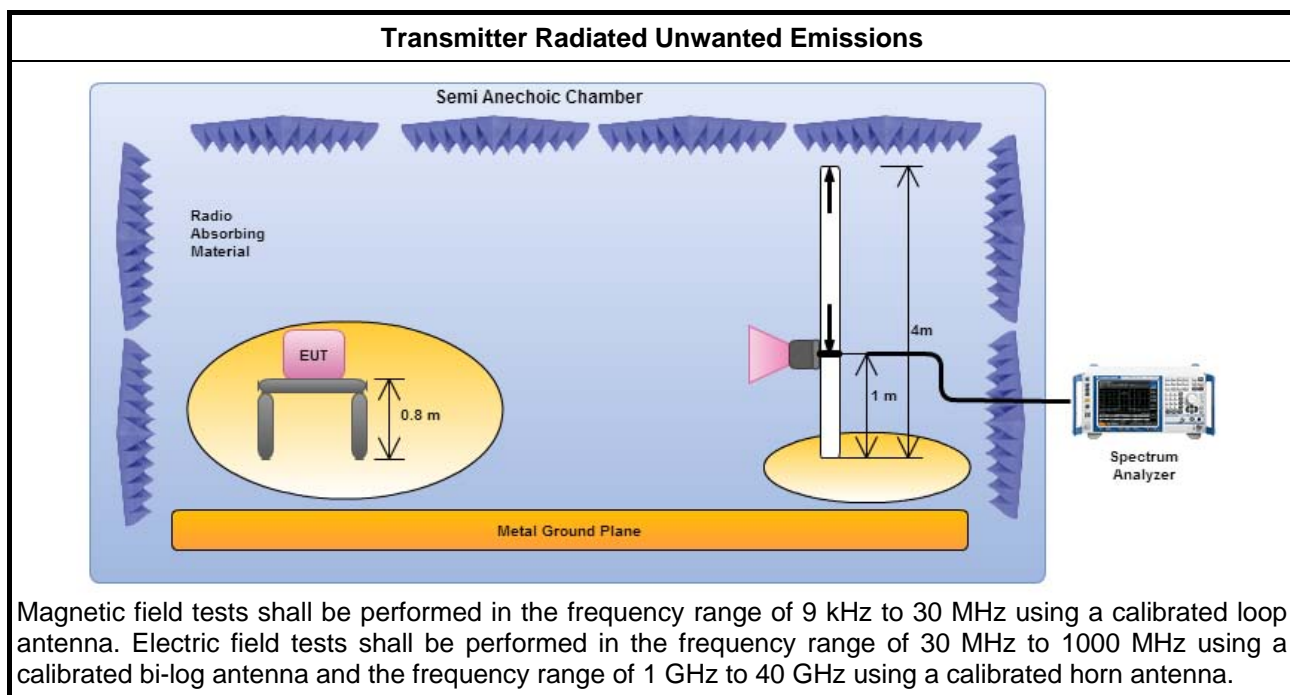 Transmitter Radiated Unwanted Emissions
Semi Anechoic Chamber
Radio
Absorbing
Material
EUT
0.8 m
4m
1 m
Spectrum
Analyzer
Metal Ground Plane
Magnetic field tests shall be performed in the frequency range of 9 kHz to 30 MHz using a calibrated loop
antenna. Electric field tests shall be performed in the frequency range of 30 MHz to 1000 MHz using a
calibrated bi-log antenna and the frequency range of 1 GHz to 40 GHz using a calibrated horn antenna.